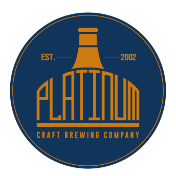 EST. 2002
PLATINUM
CRAFT BREWING COMPANY